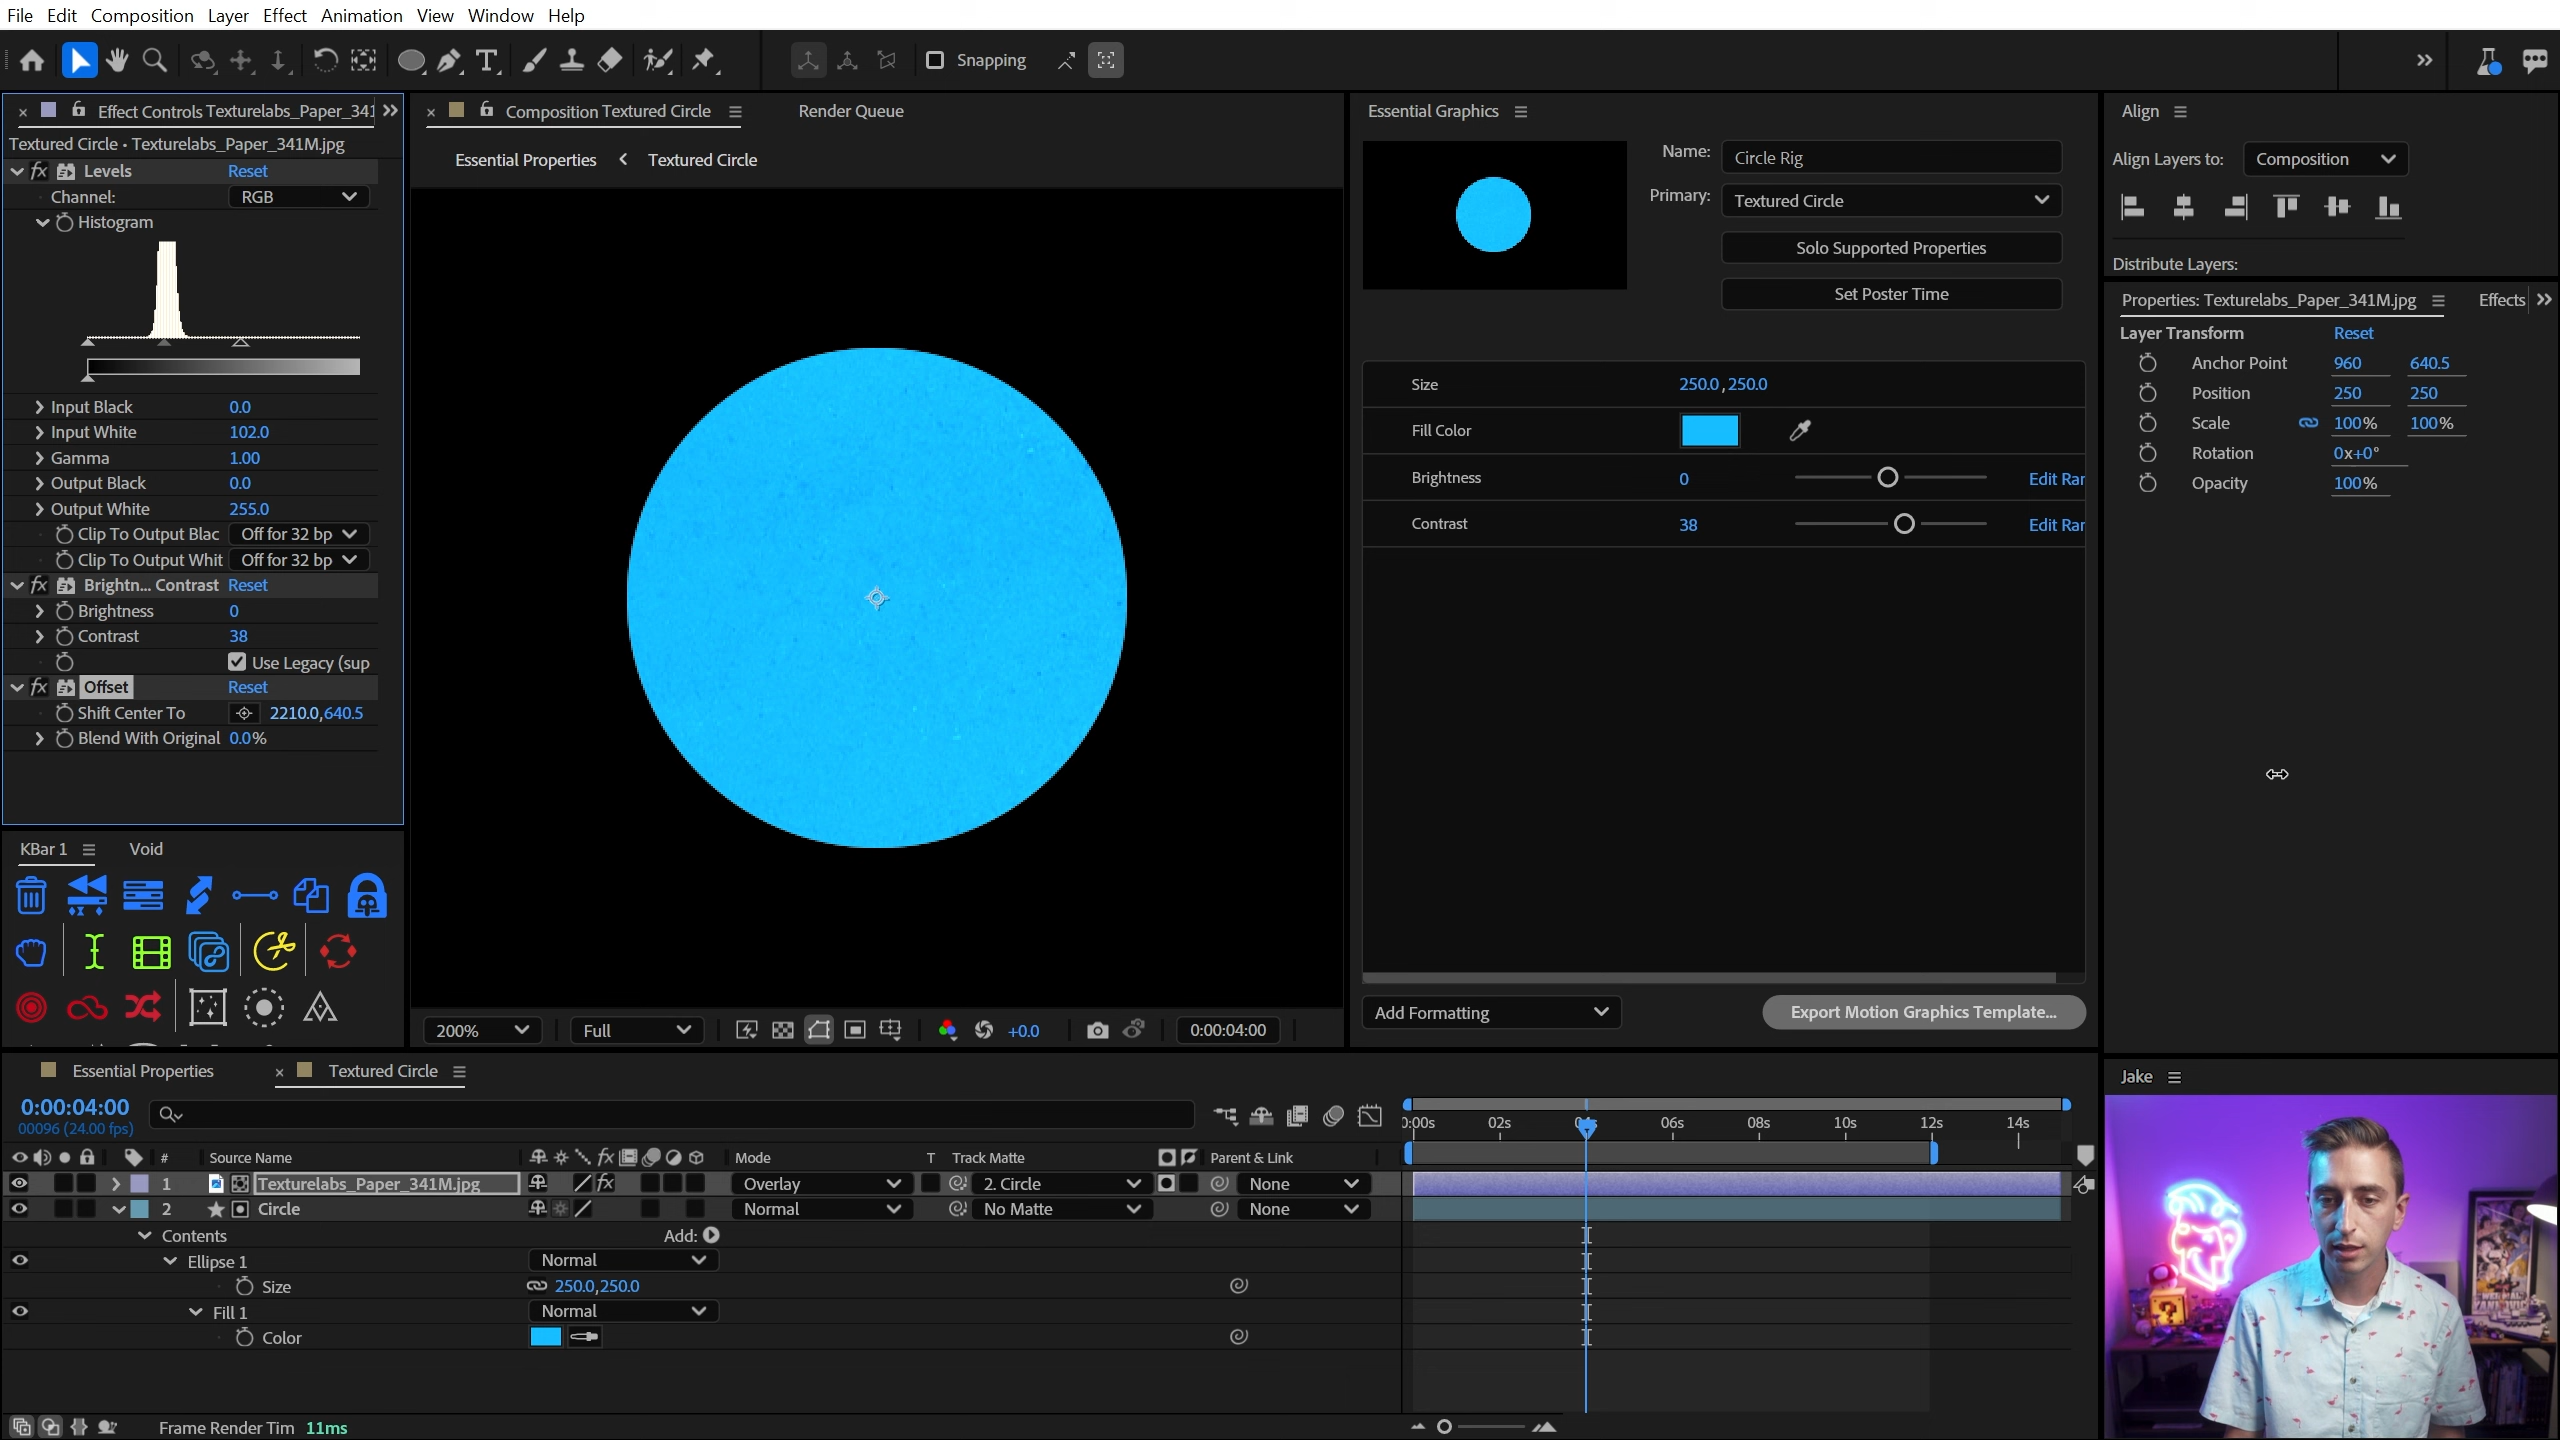 File Edit Composition Layer Effect Animation View Window Help
Snapping
Effect Controls Texturelabs_Paper_341
Textured Circle • Texturelabs_Paper_341M.jpg
fx Levels Reset
Channel: RGB
Histogram
Input Black 0.0
Input White 102.0
Gamma 1.00
Output Black 0.0
Output White 255.0
Clip To Output Blac Off for 32 bp
Clip To Output Whit Off for 32 bp
fx Brightn... Contrast Reset
Brightness 0
Contrast 38
Use Legacy (sup
fx Offset Reset
Shift Center To 2210.0,640.5
Blend With Original 0.0%
KBar 1 Void
Composition Textured Circle Render Queue
Essential Properties Textured Circle
200% Full +0.0 0:00:04:00
Essential Graphics
Name: Circle Rig
Primary: Textured Circle
Solo Supported Properties
Set Poster Time
Size 250.0,250.0
Fill Color
Brightness 0 Edit Ran
Contrast 38 Edit Ran
Add Formatting Export Motion Graphics Template...
Align
Align Layers to: Composition
Distribute Layers:
Properties: Texturelabs_Paper_341M.jpg Effects
Layer Transform Reset
Anchor Point 960 640.5
Position 250 250
Scale 100% 100%
Rotation 0x+0°
Opacity 100%
Essential Properties Textured Circle
0:00:04:00
00096 (24.00 fps)
0:00s 02s 04s 06s 08s 10s 12s 14s
# Source Name fx Mode T Track Matte Parent & Link
1 Texturelabs_Paper_341M.jpg fx Overlay 2. Circle None
2 Circle Normal No Matte None
Contents Add:
Ellipse 1 Normal
Size 250.0,250.0
Fill 1 Normal
Color
Frame Render Tim 11ms
Jake